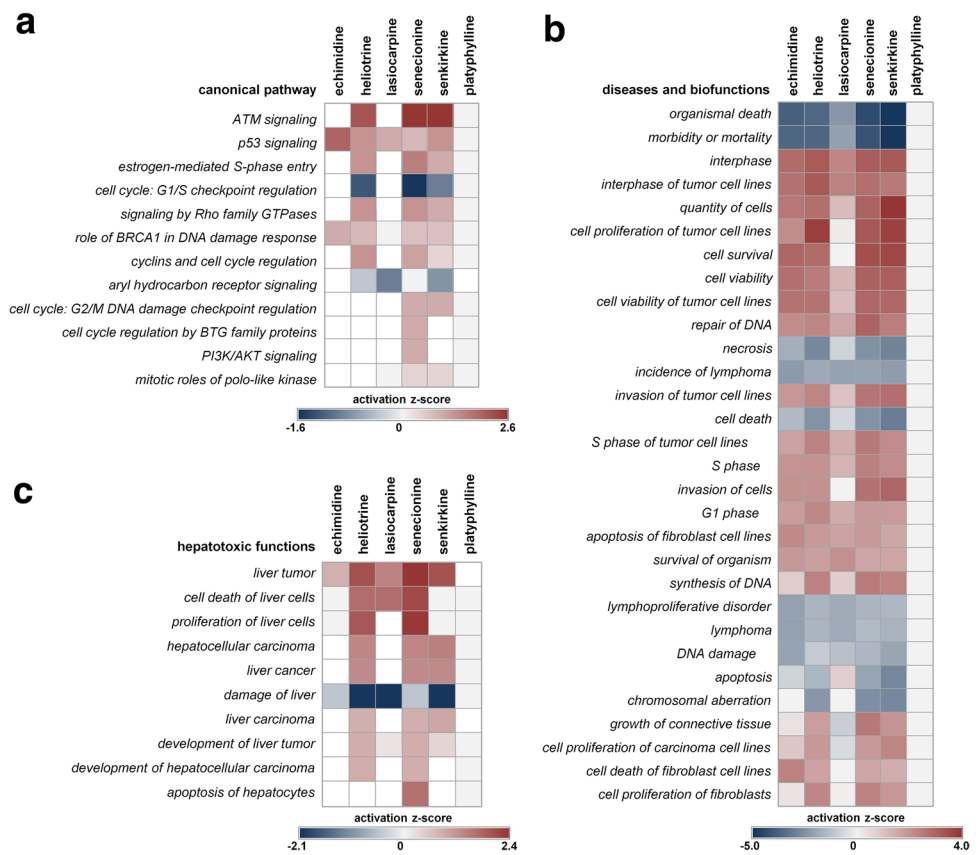 a
echimidine
heliotrine
lasiocarpine
senecionine
senkirkine
platyphylline
canonical pathway
ATM signaling
p53 signaling
estrogen-mediated S-phase entry
cell cycle: G1/S checkpoint regulation
signaling by Rho family GTPases
role of BRCA1 in DNA damage response
cyclins and cell cycle regulation
aryl hydrocarbon receptor signaling
cell cycle: G2/M DNA damage checkpoint regulation
cell cycle regulation by BTG family proteins
PI3K/AKT signaling
mitotic roles of polo-like kinase
activation z-score
-1.6 0 2.6
b
echimidine
heliotrine
lasiocarpine
senecionine
senkirkine
platyphylline
diseases and biofunctions
organismal death
morbidity or mortality
interphase
interphase of tumor cell lines
quantity of cells
cell proliferation of tumor cell lines
cell survival
cell viability
cell viability of tumor cell lines
repair of DNA
necrosis
incidence of lymphoma
invasion of tumor cell lines
cell death
S phase of tumor cell lines
S phase
invasion of cells
G1 phase
apoptosis of fibroblast cell lines
survival of organism
synthesis of DNA
lymphoproliferative disorder
lymphoma
DNA damage
apoptosis
chromosomal aberration
growth of connective tissue
cell proliferation of carcinoma cell lines
cell death of fibroblast cell lines
cell proliferation of fibroblasts
activation z-score
-5.0 0 4.0
c
echimidine
heliotrine
lasiocarpine
senecionine
senkirkine
platyphylline
hepatotoxic functions
liver tumor
cell death of liver cells
proliferation of liver cells
hepatocellular carcinoma
liver cancer
damage of liver
liver carcinoma
development of liver tumor
development of hepatocellular carcinoma
apoptosis of hepatocytes
activation z-score
-2.1 0 2.4